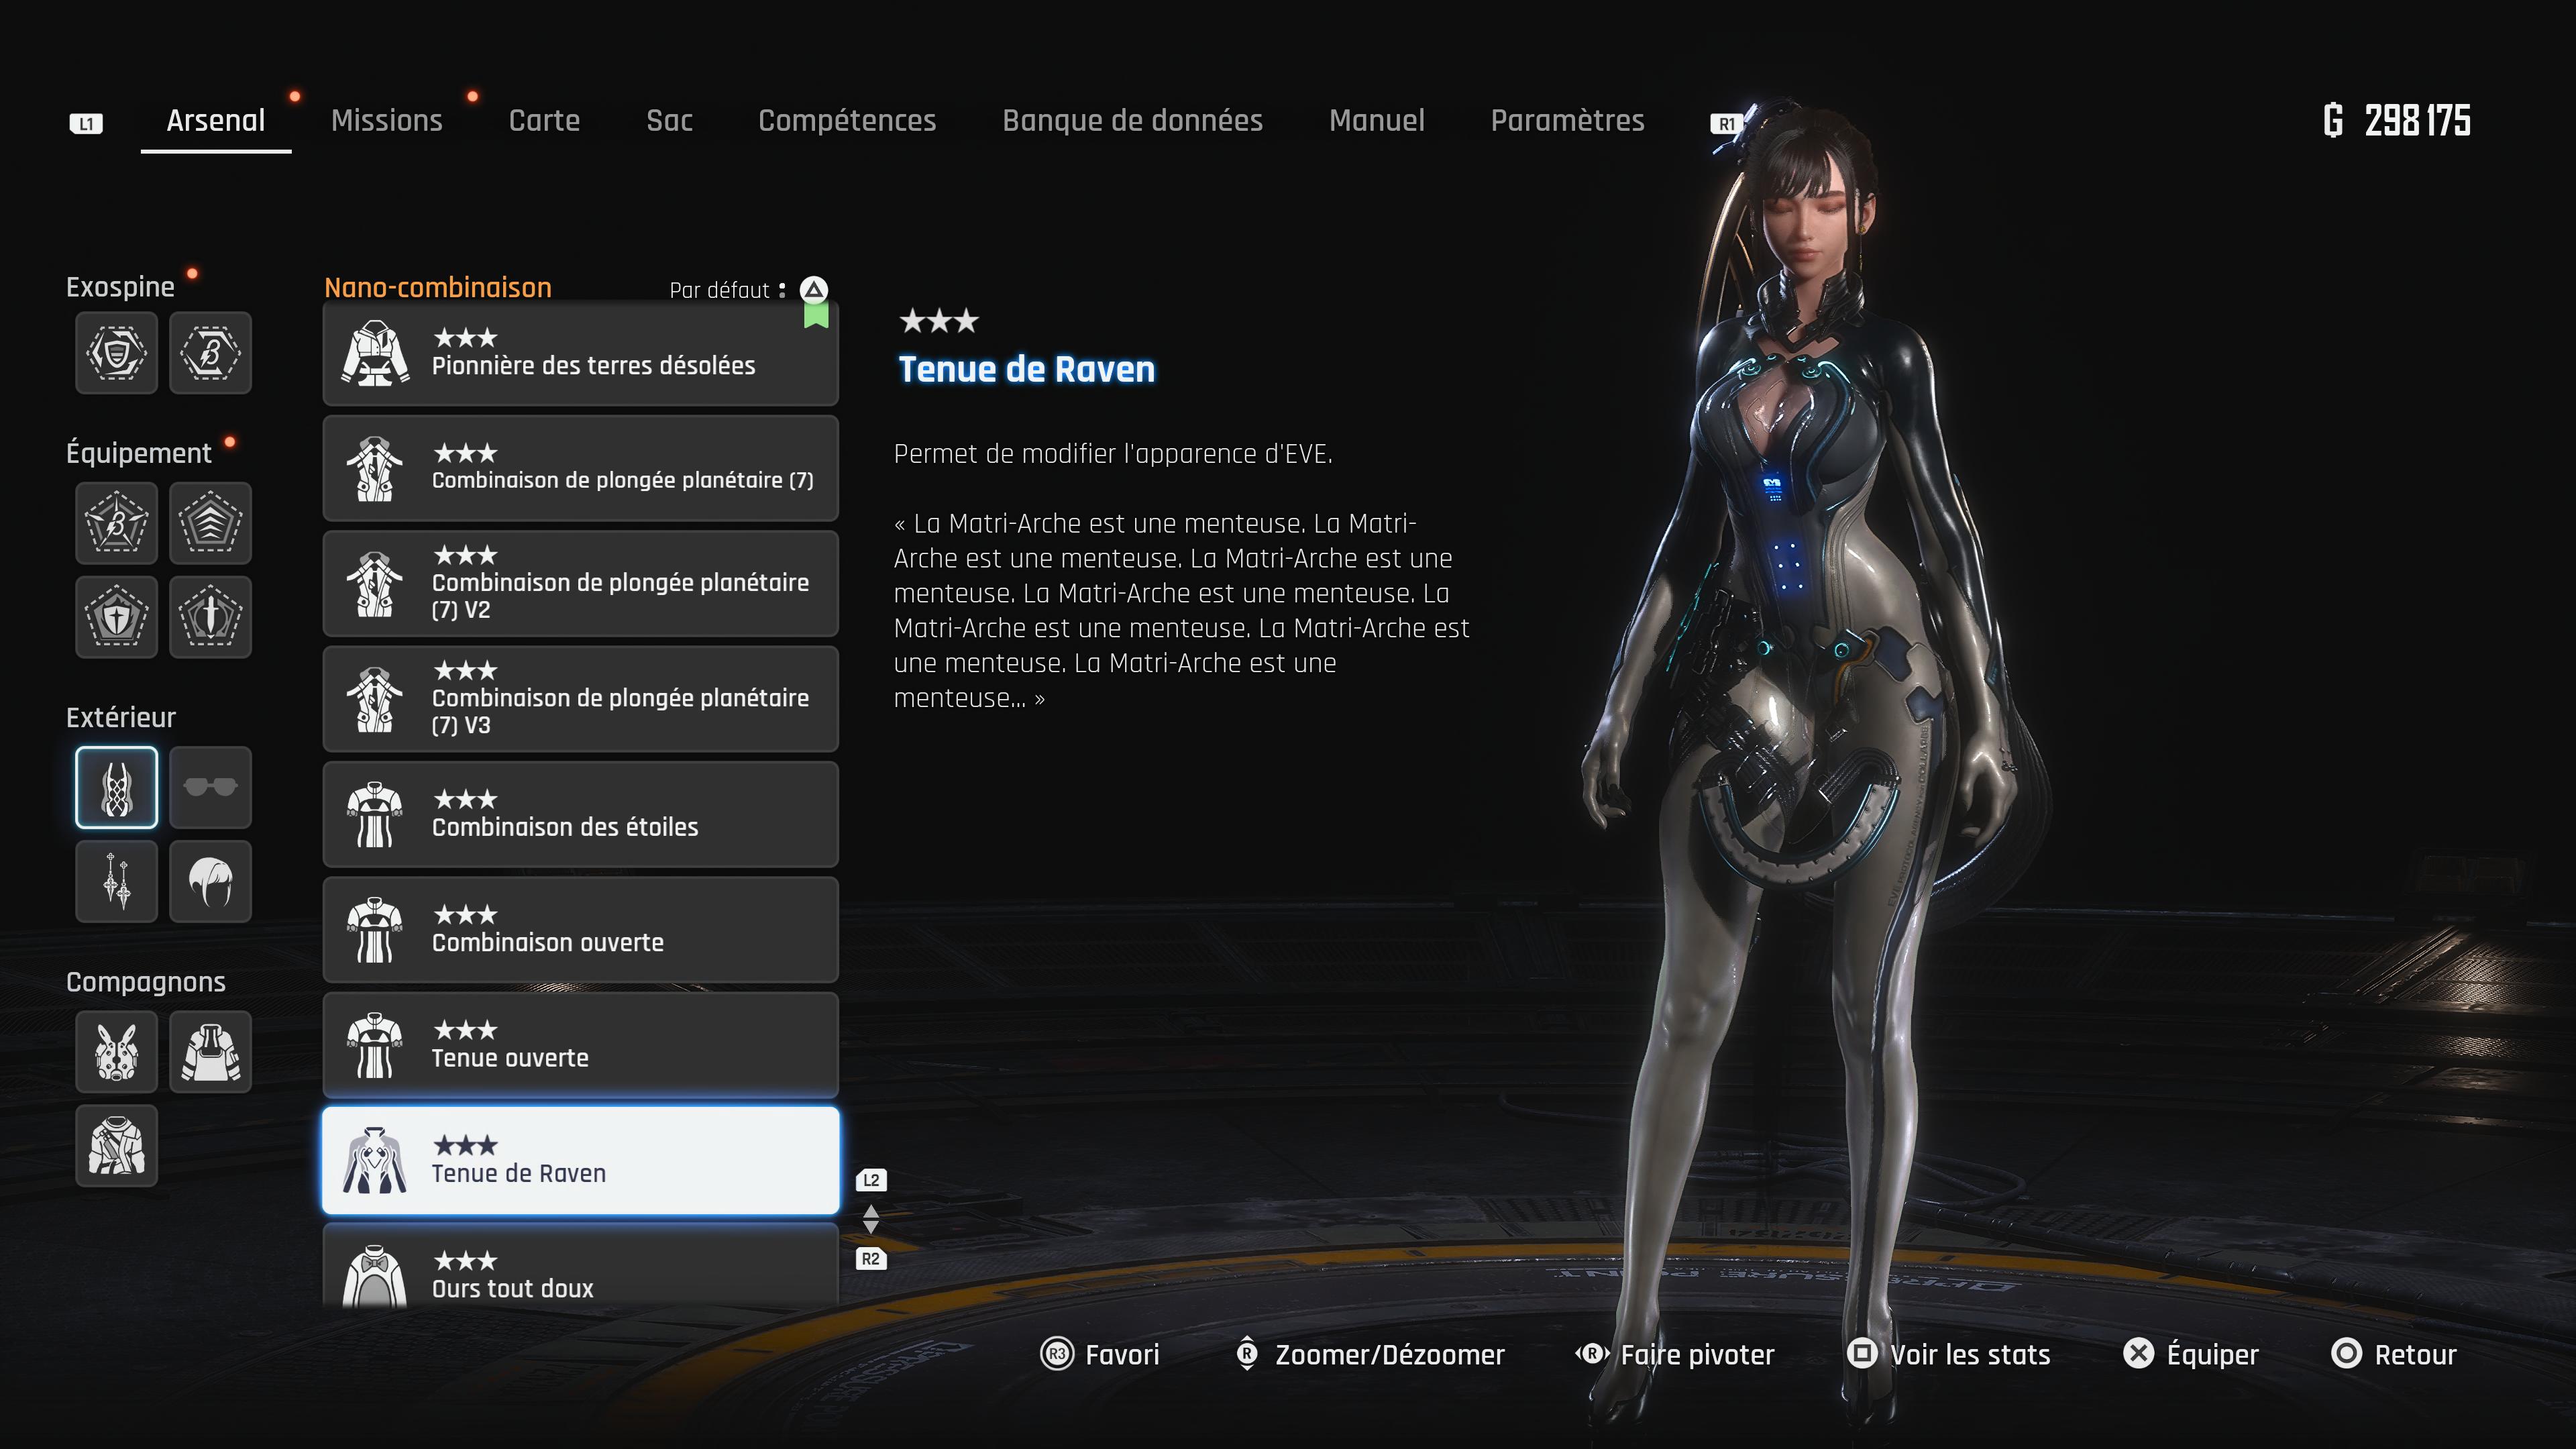 L1
Arsenal
Missions
Carte
Sac
Compétences
Banque de données
Manuel
Paramètres
R1
298 175
Exospine
Équipement
Extérieur
Compagnons
Nano-combinaison
Par défaut :
Pionnière des terres désolées
Combinaison de plongée planétaire (7)
Combinaison de plongée planétaire
(7) V2
Combinaison de plongée planétaire
(7) V3
Combinaison des étoiles
Combinaison ouverte
Tenue ouverte
Tenue de Raven
Ours tout doux
L2
R2
Tenue de Raven
Permet de modifier l'apparence d'EVE.
« La Matri-Arche est une menteuse. La Matri-
Arche est une menteuse. La Matri-Arche est une
menteuse. La Matri-Arche est une menteuse. La
Matri-Arche est une menteuse. La Matri-Arche est
une menteuse. La Matri-Arche est une
menteuse... »
EVE
R3 Favori
R Zoomer/Dézoomer
R Faire pivoter
Voir les stats
Équiper
Retour